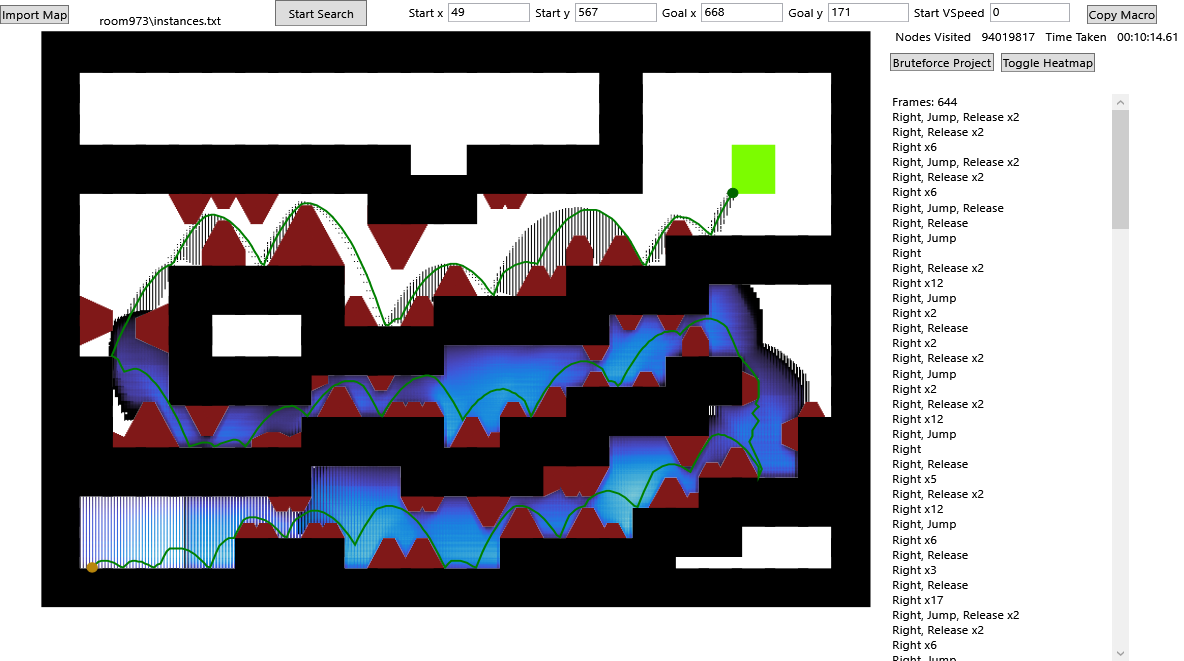 Import Map
room973\instances.txt
Start Search
Start x 49 Start y 567 Goal x 668 Goal y 171 Start VSpeed 0
Copy Macro
Nodes Visited 94019817 Time Taken 00:10:14.61
Bruteforce Project Toggle Heatmap
Frames: 644
Right, Jump, Release x2
Right, Release x2
Right x6
Right, Jump, Release x2
Right, Release x2
Right x6
Right, Jump, Release
Right, Release
Right, Jump
Right
Right, Release x2
Right x12
Right, Jump
Right x2
Right, Release
Right x2
Right, Release x2
Right, Jump
Right x2
Right, Release x2
Right x12
Right, Jump
Right
Right, Release
Right x5
Right, Release x2
Right x12
Right, Jump
Right x6
Right, Release
Right x3
Right, Release
Right x17
Right, Jump, Release x2
Right, Release x2
Right x6
Right, Jump